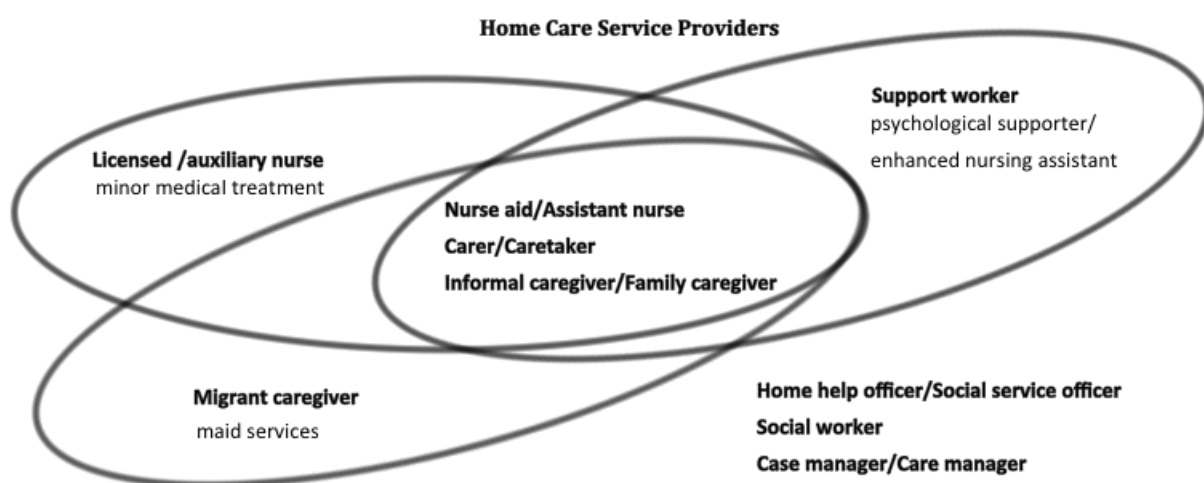 Home Care Service Providers
Support worker
psychological supporter/
enhanced nursing assistant
Licensed /auxiliary nurse
minor medical treatment
Nurse aid/Assistant nurse
Carer/Caretaker
Informal caregiver/Family caregiver
Migrant caregiver
maid services
Home help officer/Social service officer
Social worker
Case manager/Care manager